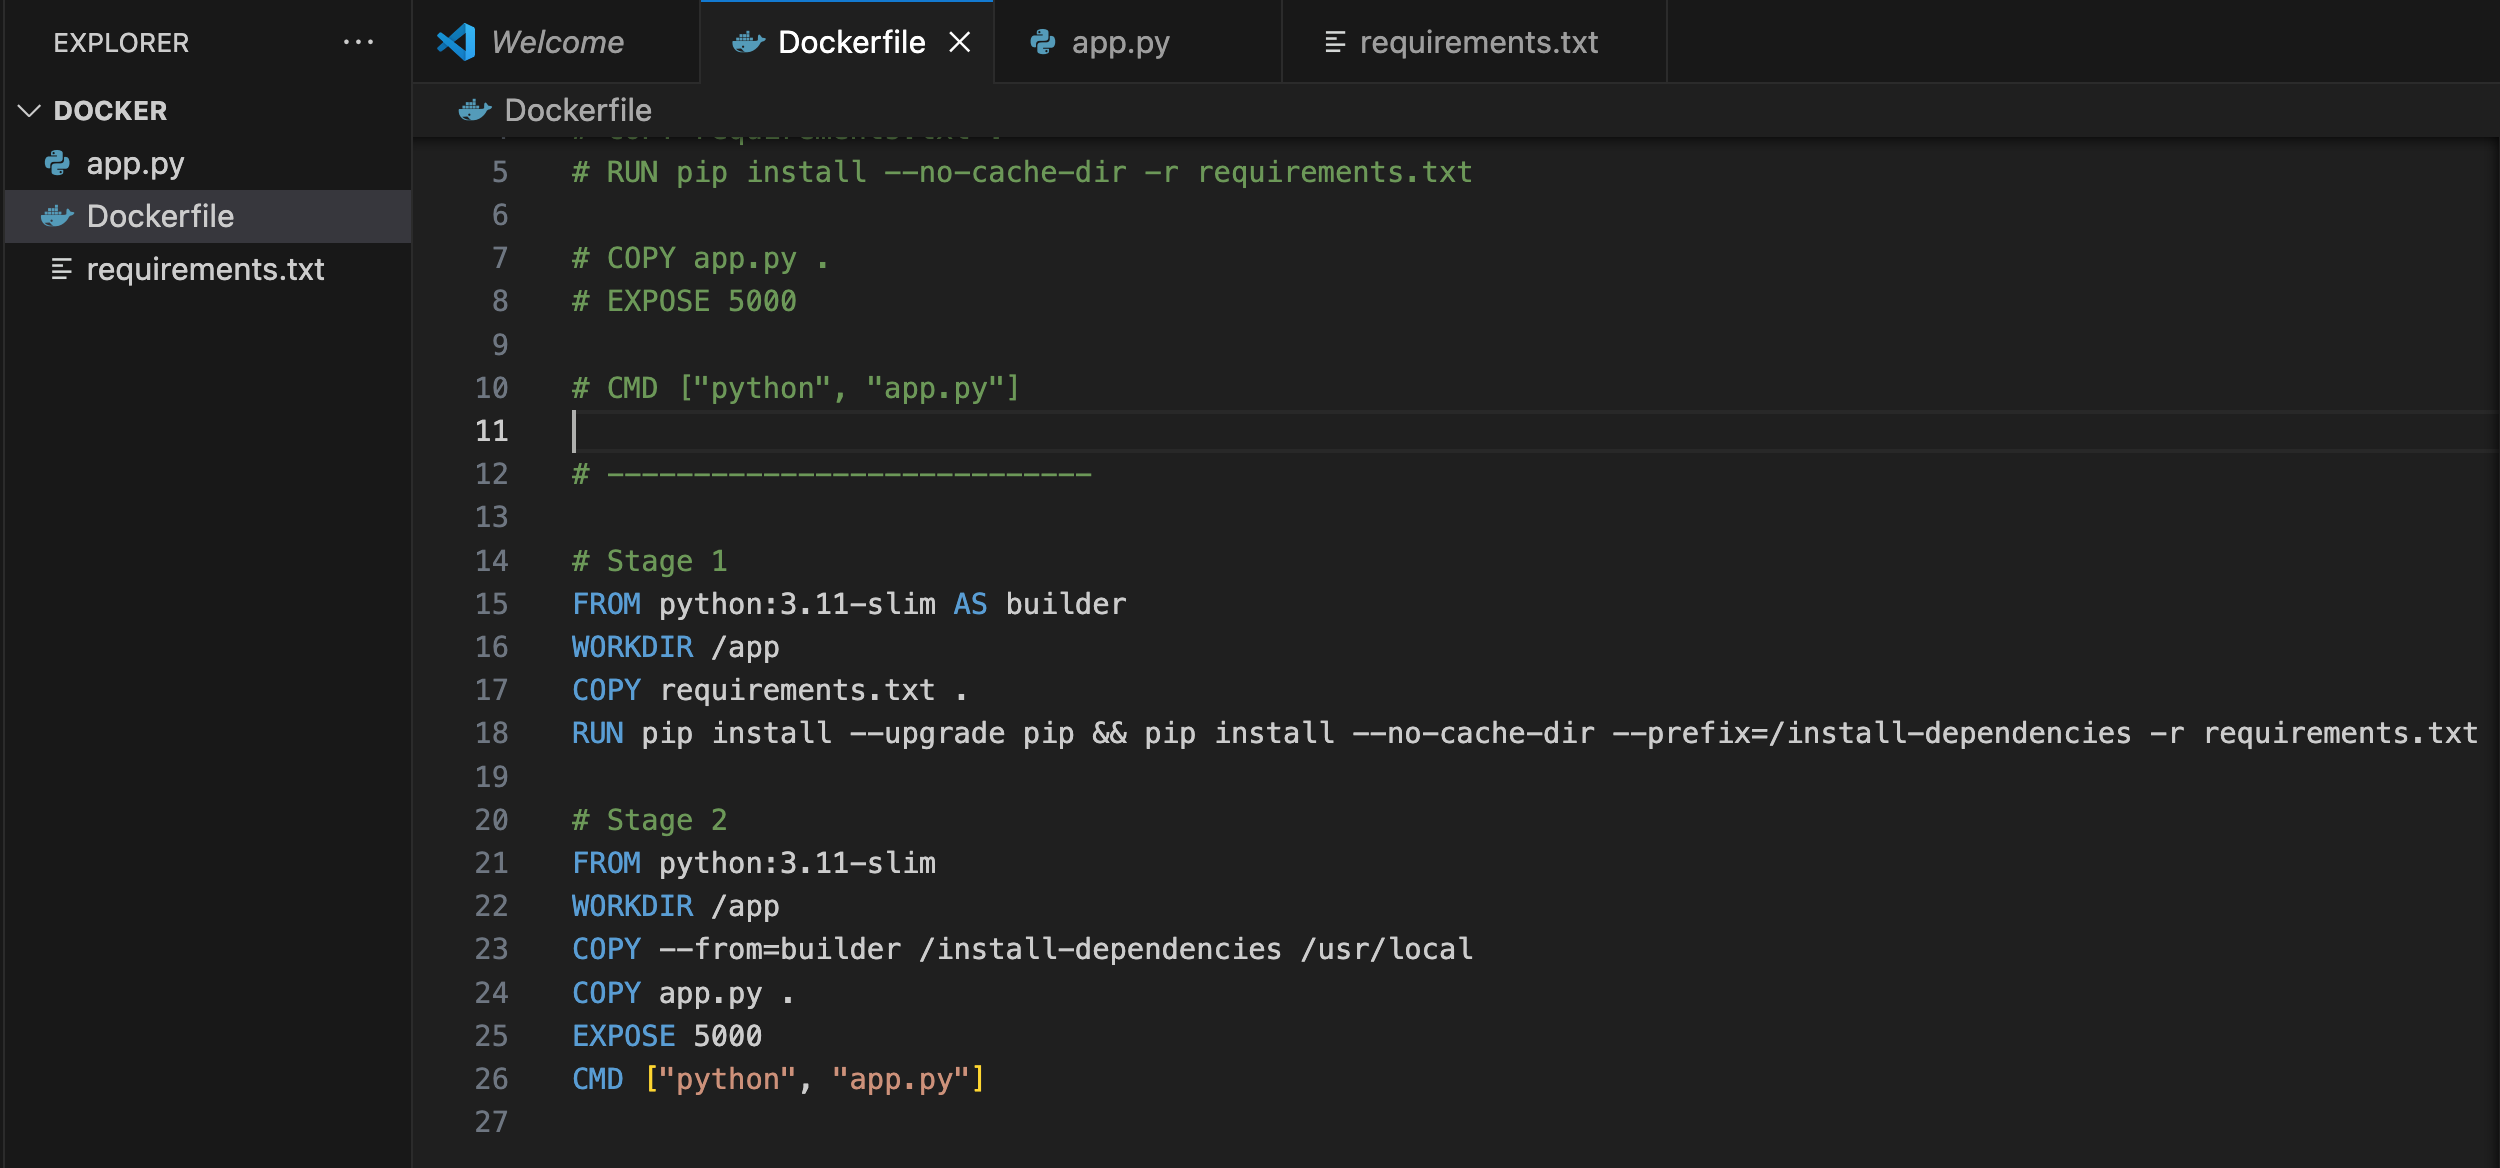 EXPLORER ...
DOCKER
app.py
Dockerfile
requirements.txt
Welcome
Dockerfile
app.py
requirements.txt
Dockerfile
5 # RUN pip install --no-cache-dir -r requirements.txt
6
7 # COPY app.py .
8 # EXPOSE 5000
9
10 # CMD ["python", "app.py"]
11
12 # ----------------------------
13
14 # Stage 1
15 FROM python:3.11-slim AS builder
16 WORKDIR /app
17 COPY requirements.txt .
18 RUN pip install --upgrade pip && pip install --no-cache-dir --prefix=/install-dependencies -r requirements.txt
19
20 # Stage 2
21 FROM python:3.11-slim
22 WORKDIR /app
23 COPY --from=builder /install-dependencies /usr/local
24 COPY app.py .
25 EXPOSE 5000
26 CMD ["python", "app.py"]
27